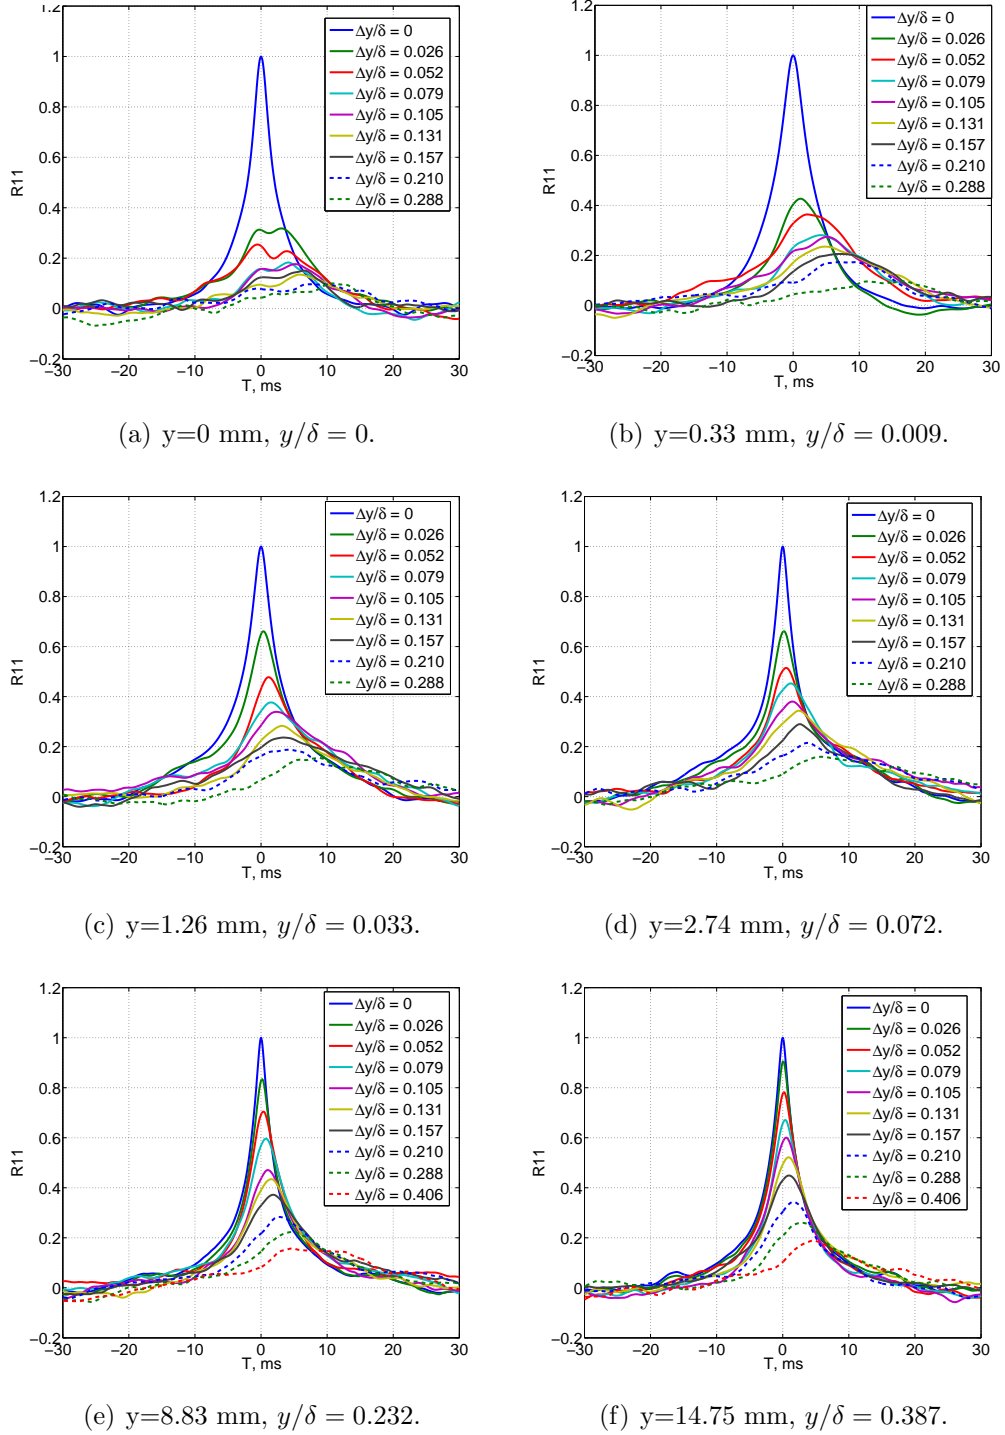 1.2
1
0.8
0.6
0.4
0.2
0
−0.2
R11
−30 −20 −10 0 10 20 30
T, ms
Δy/δ = 0
Δy/δ = 0.026
Δy/δ = 0.052
Δy/δ = 0.079
Δy/δ = 0.105
Δy/δ = 0.131
Δy/δ = 0.157
Δy/δ = 0.210
Δy/δ = 0.288
(a) y=0 mm, y/δ = 0.
1.2
1
0.8
0.6
0.4
0.2
0
−0.2
R11
−30 −20 −10 0 10 20 30
T, ms
Δy/δ = 0
Δy/δ = 0.026
Δy/δ = 0.052
Δy/δ = 0.079
Δy/δ = 0.105
Δy/δ = 0.131
Δy/δ = 0.157
Δy/δ = 0.210
Δy/δ = 0.288
(b) y=0.33 mm, y/δ = 0.009.
1.2
1
0.8
0.6
0.4
0.2
0
−0.2
R11
−30 −20 −10 0 10 20 30
T, ms
Δy/δ = 0
Δy/δ = 0.026
Δy/δ = 0.052
Δy/δ = 0.079
Δy/δ = 0.105
Δy/δ = 0.131
Δy/δ = 0.157
Δy/δ = 0.210
Δy/δ = 0.288
(c) y=1.26 mm, y/δ = 0.033.
1.2
1
0.8
0.6
0.4
0.2
0
−0.2
R11
−30 −20 −10 0 10 20 30
T, ms
Δy/δ = 0
Δy/δ = 0.026
Δy/δ = 0.052
Δy/δ = 0.079
Δy/δ = 0.105
Δy/δ = 0.131
Δy/δ = 0.157
Δy/δ = 0.210
Δy/δ = 0.288
(d) y=2.74 mm, y/δ = 0.072.
1.2
1
0.8
0.6
0.4
0.2
0
−0.2
R11
−30 −20 −10 0 10 20 30
T, ms
Δy/δ = 0
Δy/δ = 0.026
Δy/δ = 0.052
Δy/δ = 0.079
Δy/δ = 0.105
Δy/δ = 0.131
Δy/δ = 0.157
Δy/δ = 0.210
Δy/δ = 0.288
Δy/δ = 0.406
(e) y=8.83 mm, y/δ = 0.232.
1.2
1
0.8
0.6
0.4
0.2
0
−0.2
R11
−30 −20 −10 0 10 20 30
T, ms
Δy/δ = 0
Δy/δ = 0.026
Δy/δ = 0.052
Δy/δ = 0.079
Δy/δ = 0.105
Δy/δ = 0.131
Δy/δ = 0.157
Δy/δ = 0.210
Δy/δ = 0.288
Δy/δ = 0.406
(f) y=14.75 mm, y/δ = 0.387.